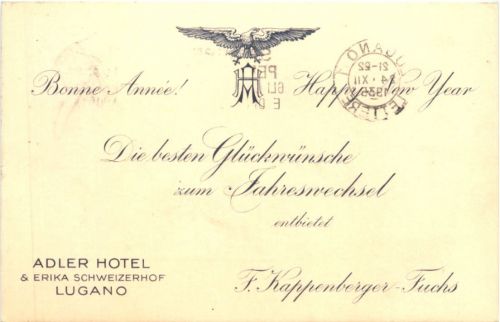 Bonne Année! Happy New Year
Die besten Glückwünsche
zum Jahreswechsel
entbietet
ADLER HOTEL
& ERIKA SCHWEIZERHOF
LUGANO
F. Kappenberger-Fuchs